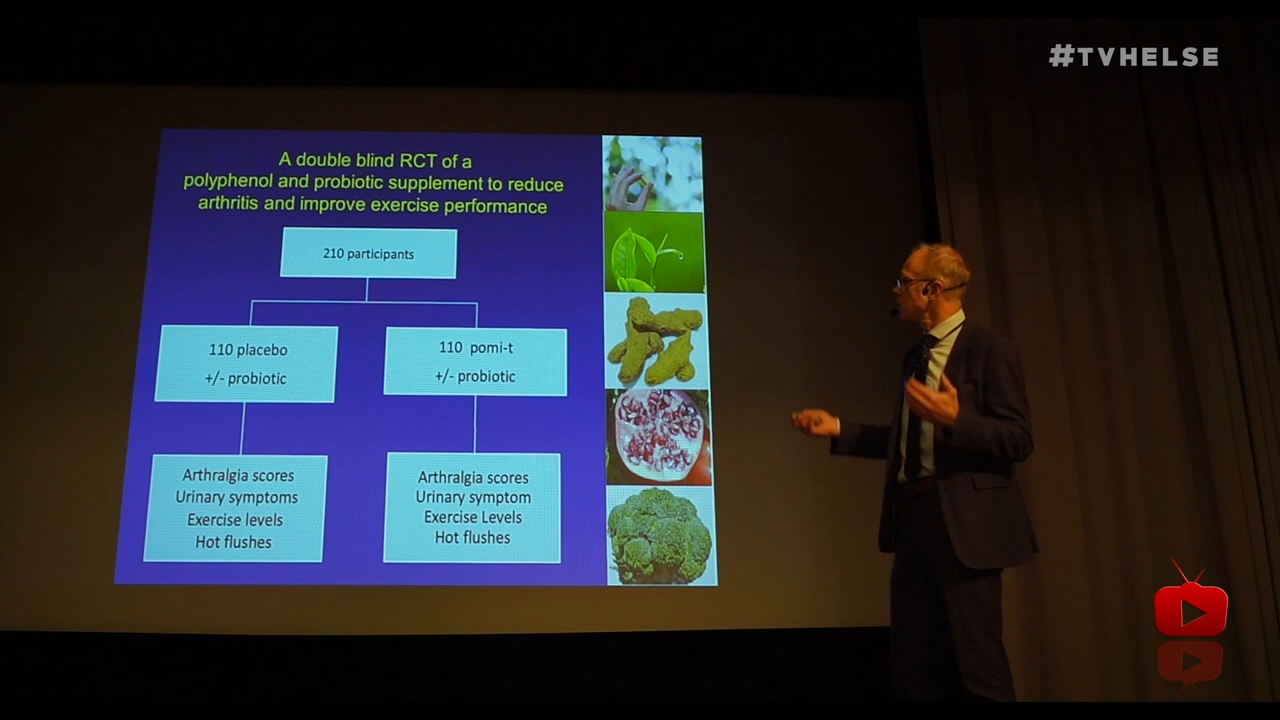 #TVHELSE
A double blind RCT of a
polyphenol and probiotic supplement to reduce
arthritis and improve exercise performance
210 participants
110 placebo
+/- probiotic
110 pomi-t
+/- probiotic
Arthralgia scores
Urinary symptoms
Exercise levels
Hot flushes
Arthralgia scores
Urinary symptom
Exercise Levels
Hot flushes